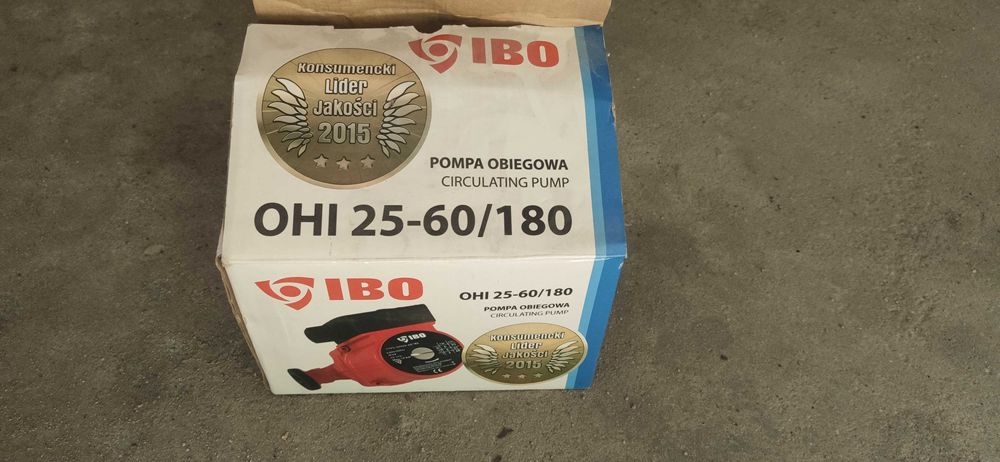 IBO
Konsumencki
Lider
Jakości
2015
POMPA OBIEGOWA
CIRCULATING PUMP
OHI 25-60/180
IBO
OHI 25-60/180
POMPA OBIEGOWA
CIRCULATING PUMP
IBO
Konsumencki
Lider
Jakości
2015